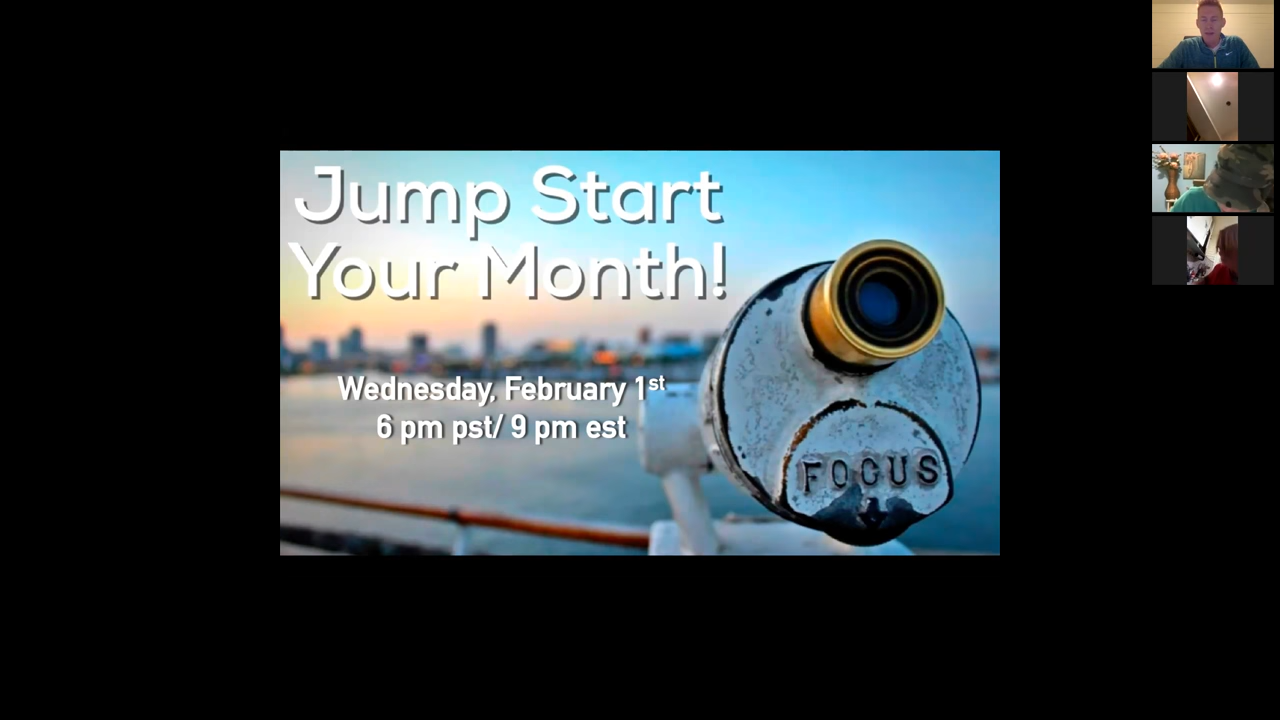 Jump Start
Your Month!
Wednesday, February 1st
6 pm pst/ 9 pm est
FOCUS